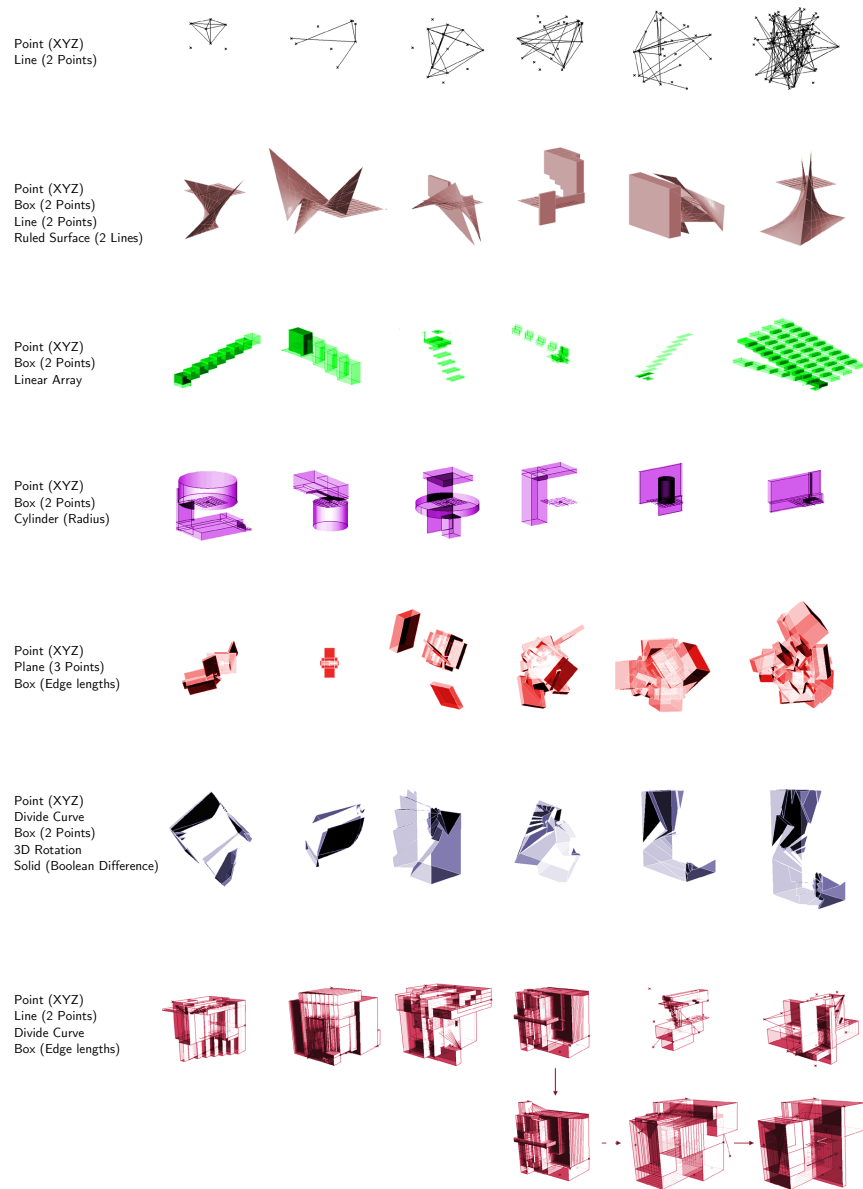 Point (XYZ)
Line (2 Points)
Point (XYZ)
Box (2 Points)
Line (2 Points)
Ruled Surface (2 Lines)
Point (XYZ)
Box (2 Points)
Linear Array
Point (XYZ)
Box (2 Points)
Cylinder (Radius)
Point (XYZ)
Plane (3 Points)
Box (Edge lengths)
Point (XYZ)
Divide Curve
Box (2 Points)
3D Rotation
Solid (Boolean Difference)
Point (XYZ)
Line (2 Points)
Divide Curve
Box (Edge lengths)